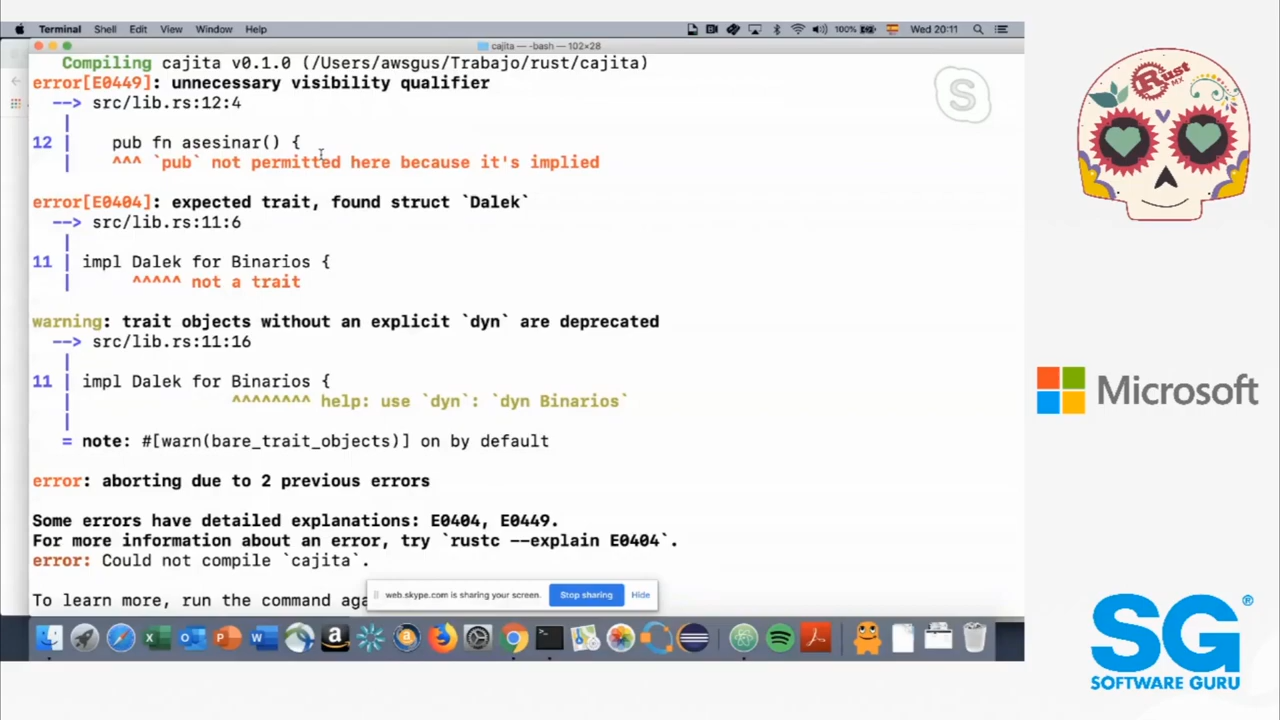 Terminal Shell Edit View Window Help 100% Wed 20:11
cajita — -bash — 102×28
Compiling cajita v0.1.0 (/Users/awsgus/Trabajo/rust/cajita)
error[E0449]: unnecessary visibility qualifier
--> src/lib.rs:12:4
|
12 | pub fn asesinar() {
| ^^^ `pub` not permitted here because it's implied
error[E0404]: expected trait, found struct `Dalek`
--> src/lib.rs:11:6
|
11 | impl Dalek for Binarios {
| ^^^^^ not a trait
warning: trait objects without an explicit `dyn` are deprecated
--> src/lib.rs:11:16
|
11 | impl Dalek for Binarios {
| ^^^^^^^^ help: use `dyn`: `dyn Binarios`
|
= note: #[warn(bare_trait_objects)] on by default
error: aborting due to 2 previous errors
Some errors have detailed explanations: E0404, E0449.
For more information about an error, try `rustc --explain E0404`.
error: Could not compile `cajita`.
web.skype.com is sharing your screen. Stop sharing Hide
To learn more, run the command aga
Rust MX
Microsoft
SG®
SOFTWARE GURU